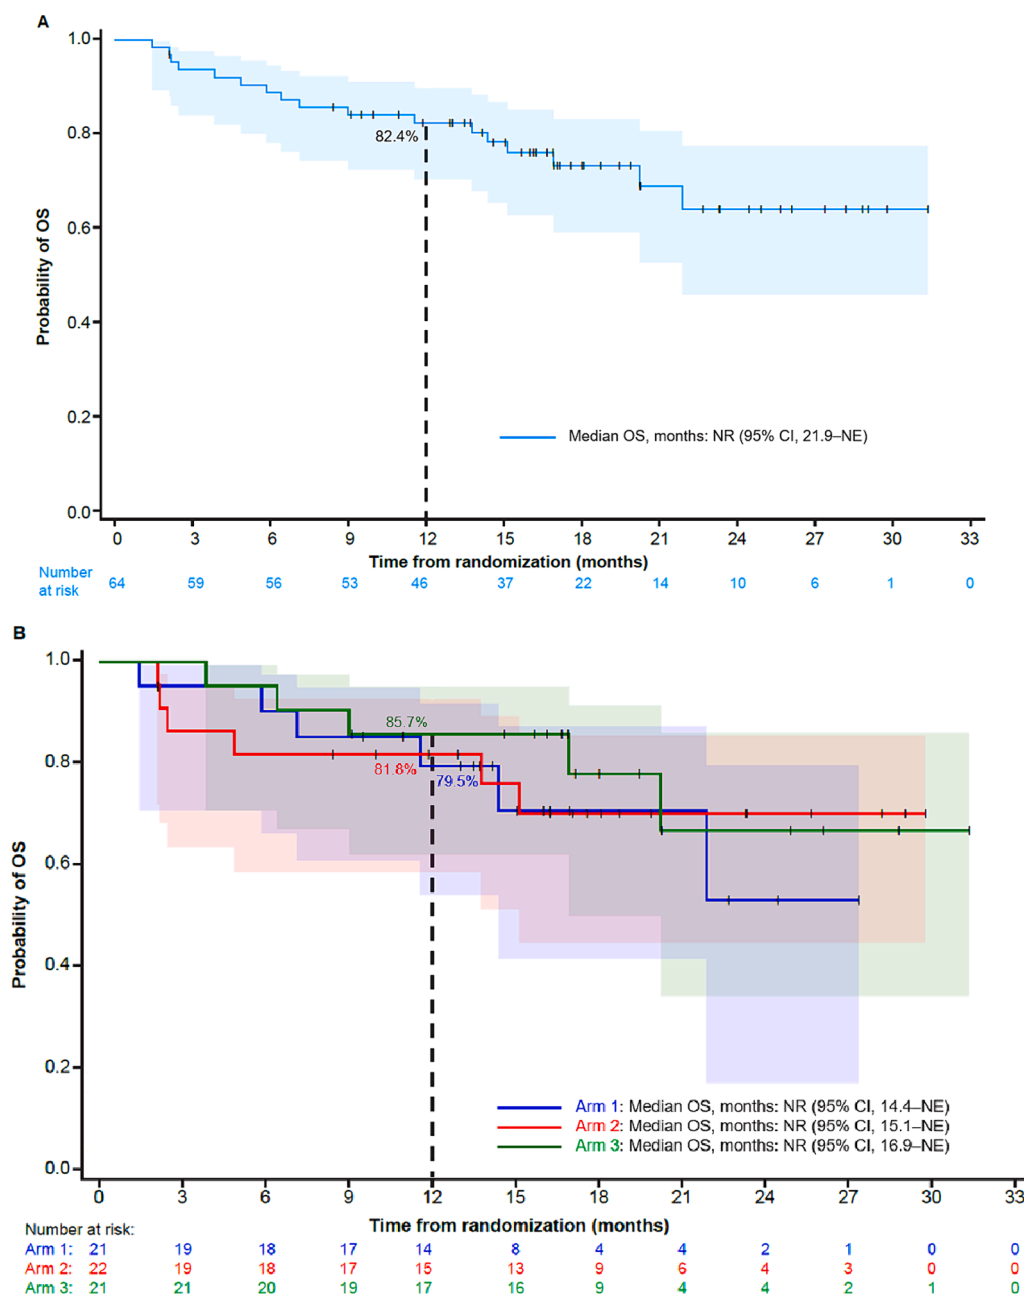 A
1.0
0.8
0.6
0.4
0.2
0.0
Probability of OS
82.4%
Median OS, months: NR (95% CI, 21.9–NE)
0 3 6 9 12 15 18 21 24 27 30 33
Time from randomization (months)
Number
at risk
64 59 56 53 46 37 22 14 10 6 1 0
B
1.0
0.8
0.6
0.4
0.2
0.0
Probability of OS
85.7%
81.8%
79.5%
Arm 1: Median OS, months: NR (95% CI, 14.4–NE)
Arm 2: Median OS, months: NR (95% CI, 15.1–NE)
Arm 3: Median OS, months: NR (95% CI, 16.9–NE)
0 3 6 9 12 15 18 21 24 27 30 33
Time from randomization (months)
Number at risk:
Arm 1: 21 19 18 17 14 8 4 4 2 1 0 0
Arm 2: 22 19 18 17 15 13 9 6 4 3 0 0
Arm 3: 21 21 20 19 17 16 9 4 4 2 1 0